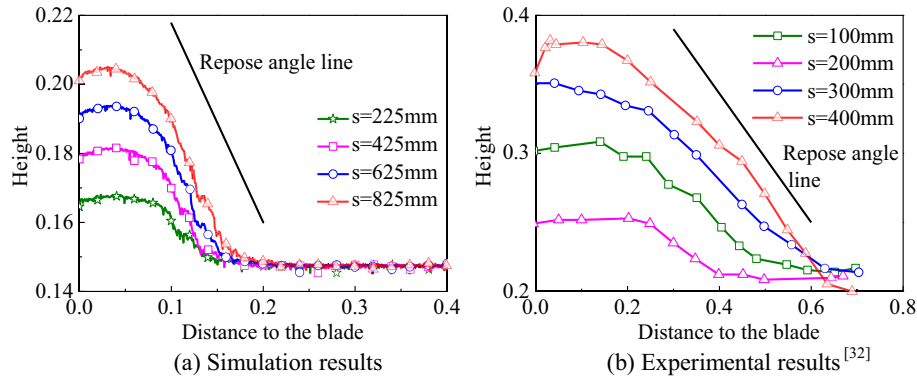 0.22
0.20
0.18
0.16
0.14
Height
0.0
0.1
0.2
0.3
0.4
Distance to the blade
Repose angle line
s=225mm
s=425mm
s=625mm
s=825mm
(a) Simulation results
0.4
0.3
0.2
Height
0.0
0.2
0.4
0.6
0.8
Distance to the blade
s=100mm
s=200mm
s=300mm
s=400mm
Repose angle
line
(b) Experimental results[32]